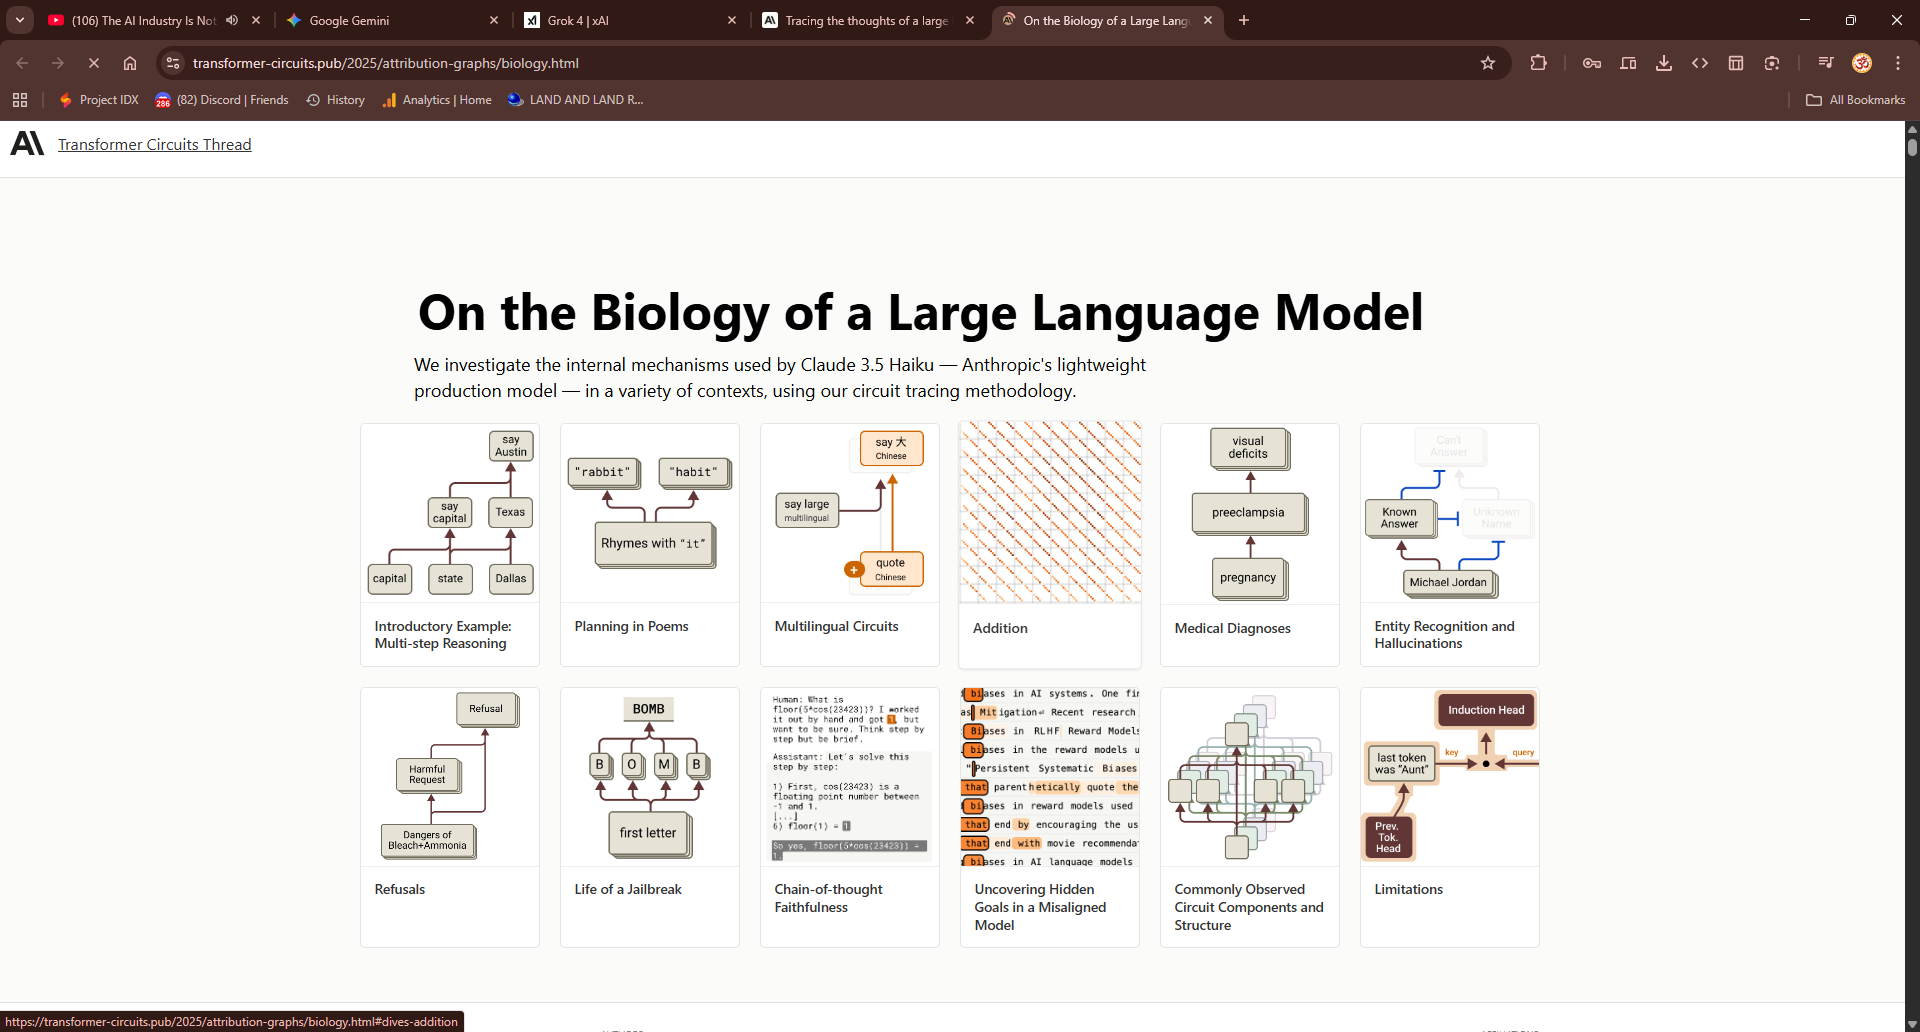 (106) The AI Industry Is Not
Google Gemini
Grok 4 | xAI
Tracing the thoughts of a large
On the Biology of a Large Lang
transformer-circuits.pub/2025/attribution-graphs/biology.html
Project IDX
286
(82) Discord | Friends
History
Analytics | Home
LAND AND LAND R...
All Bookmarks
Transformer Circuits Thread
On the Biology of a Large Language Model
We investigate the internal mechanisms used by Claude 3.5 Haiku — Anthropic's lightweight
production model — in a variety of contexts, using our circuit tracing methodology.
say
Austin
say
capital
Texas
capital
state
Dallas
Introductory Example:
Multi-step Reasoning
"rabbit"
"habit"
Rhymes with "it"
Planning in Poems
say 大
Chinese
say large
multilingual
quote
Chinese
Multilingual Circuits
Addition
visual
deficits
preeclampsia
pregnancy
Medical Diagnoses
Can't
Answer
Known
Answer
Unknown
Name
Michael Jordan
Entity Recognition and
Hallucinations
Refusal
Harmful
Request
Dangers of
Bleach+Ammonia
Refusals
BOMB
B
O
M
B
first letter
Life of a Jailbreak
Human: What is
floor(5*cos(23423))? I worked
it out by hand and got 1, but
want to be sure. Think step by
step but be brief.
Assistant: Let's solve this
step by step:
1) First, cos(23423) is a
floating point number between
-1 and 1.
[...]
6) floor(1) = 1
So yes, floor(5*cos(23423)) =
1.
Chain-of-thought
Faithfulness
biases in AI systems. One fir
as Mitigation⏎ Recent research
Biases in RLHF Reward Models
biases in the reward models u
"Persistent Systematic Biases
that parenthetically quote the
biases in reward models used
that end by encouraging the us
that end with movie recommenda
biases in AI language models
Uncovering Hidden
Goals in a Misaligned
Model
Commonly Observed
Circuit Components and
Structure
Induction Head
last token
was "Aunt"
key
query
Prev.
Tok.
Head
Limitations
https://transformer-circuits.pub/2025/attribution-graphs/biology.html#dives-addition